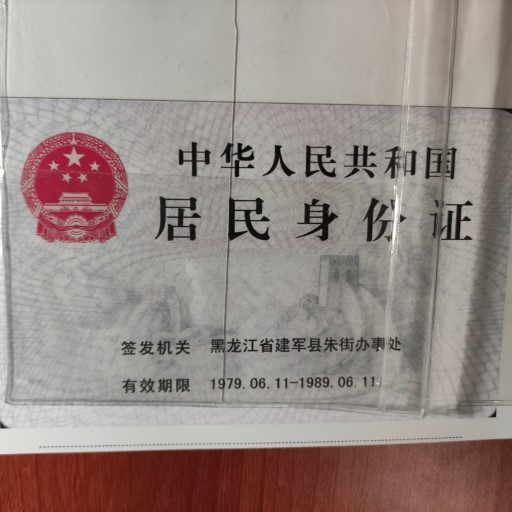 中华人民共和国
居民身份证
签发机关 黑龙江省建军县朱街办事处
有效期限 1979.06.11-1989.06.11